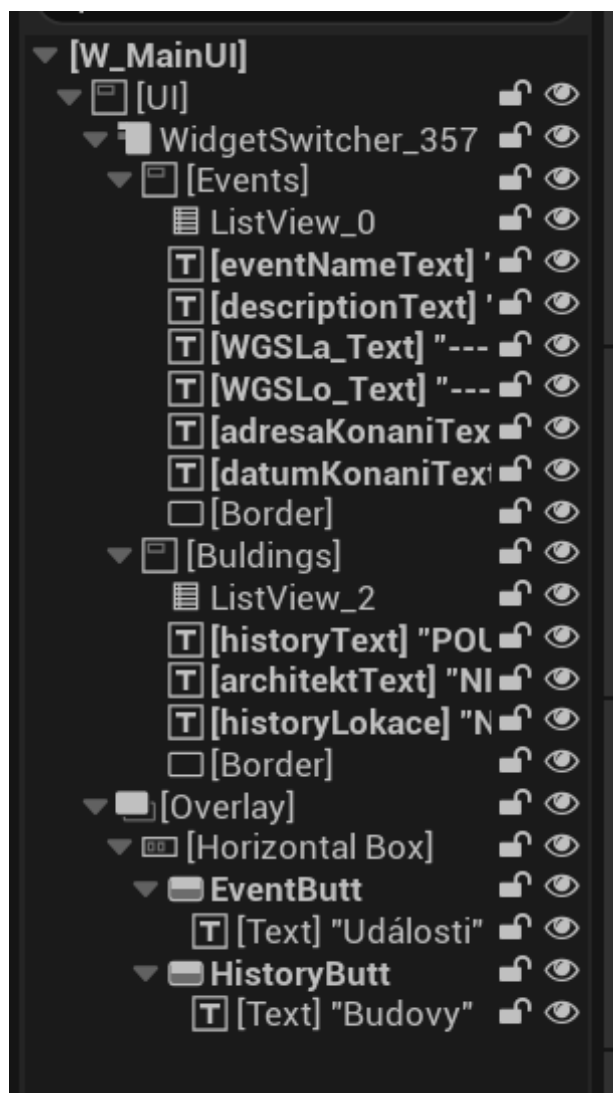 [W_MainUI]
[UI]
WidgetSwitcher_357
[Events]
ListView_0
[eventNameText] '
[descriptionText] '
[WGSLa_Text] "---
[WGSLo_Text] "---
[adresaKonaniTex
[datumKonaniText
[Border]
[Buldings]
ListView_2
[historyText] "POU
[architektText] "NI
[historyLokace] "N
[Border]
[Overlay]
[Horizontal Box]
EventButt
[Text] "Události"
HistoryButt
[Text] "Budovy"